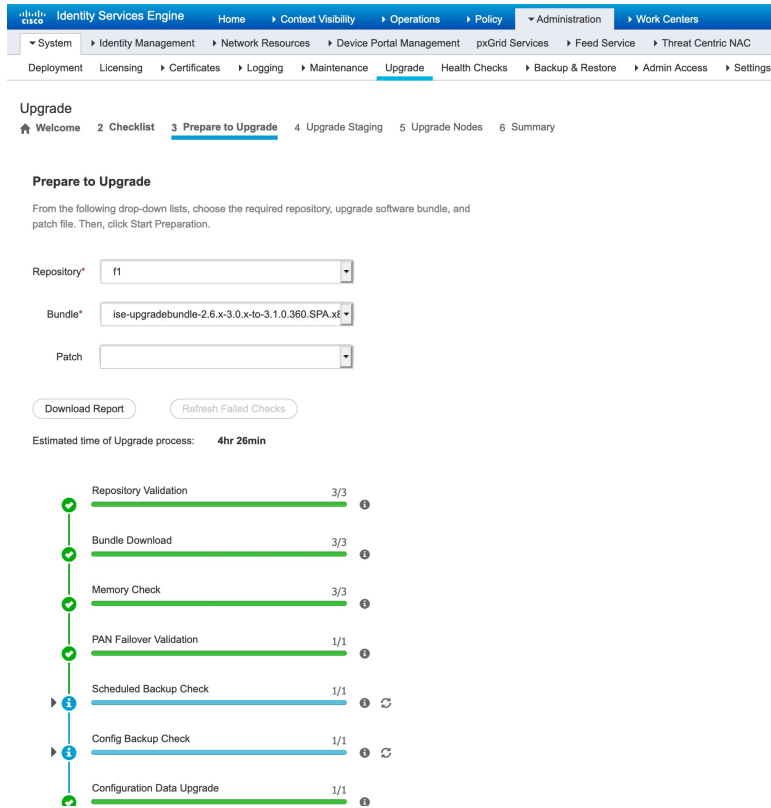 cisco Identity Services Engine Home Context Visibility Operations Policy Administration Work Centers
System Identity Management Network Resources Device Portal Management pxGrid Services Feed Service Threat Centric NAC
Deployment Licensing Certificates Logging Maintenance Upgrade Health Checks Backup & Restore Admin Access Settings
Upgrade
Welcome 2 Checklist 3 Prepare to Upgrade 4 Upgrade Staging 5 Upgrade Nodes 6 Summary
Prepare to Upgrade
From the following drop-down lists, choose the required repository, upgrade software bundle, and
patch file. Then, click Start Preparation.
Repository* f1
Bundle* ise-upgradebundle-2.6.x-3.0.x-to-3.1.0.360.SPA.x8
Patch
Download Report Refresh Failed Checks
Estimated time of Upgrade process: 4hr 26min
Repository Validation 3/3
Bundle Download 3/3
Memory Check 3/3
PAN Failover Validation 1/1
Scheduled Backup Check 1/1
Config Backup Check 1/1
Configuration Data Upgrade 1/1